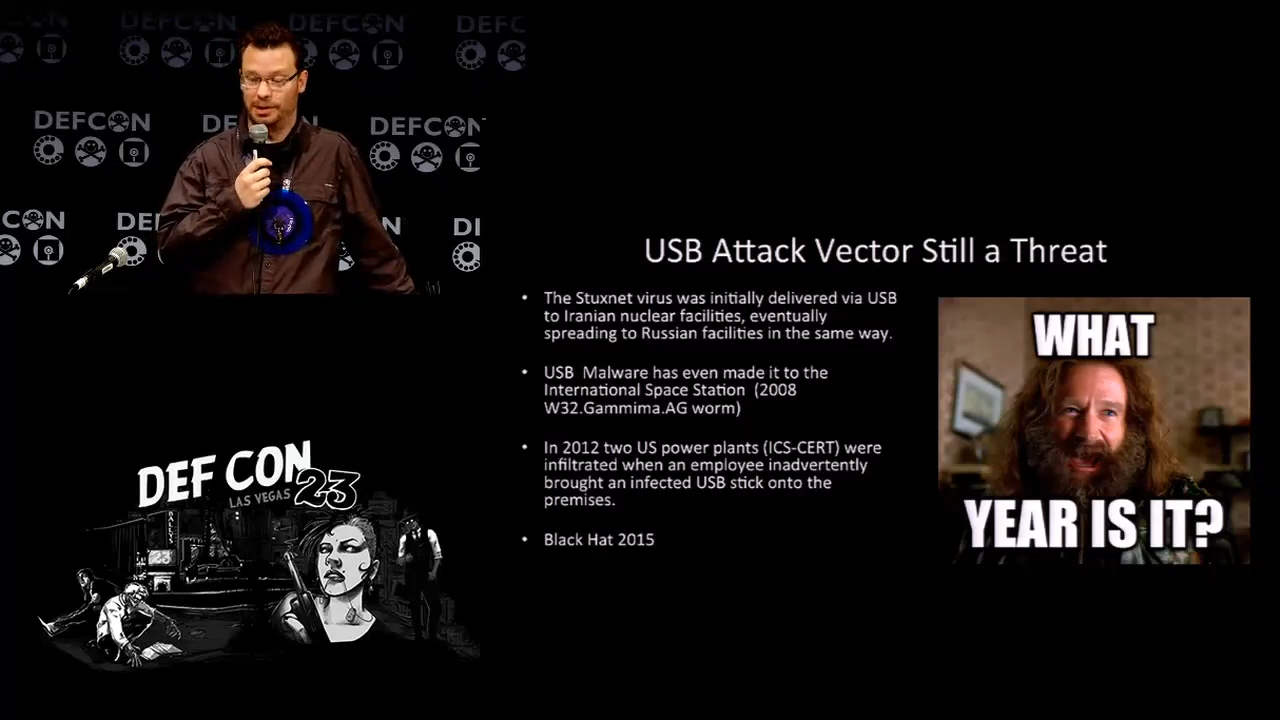 DEFCON
DEFCON
DEFC
DEFCON
DEFCON
CON
DE
D
USB Attack Vector Still a Threat
• The Stuxnet virus was initially delivered via USB
to Iranian nuclear facilities, eventually
spreading to Russian facilities in the same way.
• USB Malware has even made it to the
International Space Station (2008
W32.Gammima.AG worm)
• In 2012 two US power plants (ICS-CERT) were
infiltrated when an employee inadvertently
brought an infected USB stick onto the
premises.
• Black Hat 2015
WHAT
YEAR IS IT?
DEF CON
LAS VEGAS 23
BALLYS